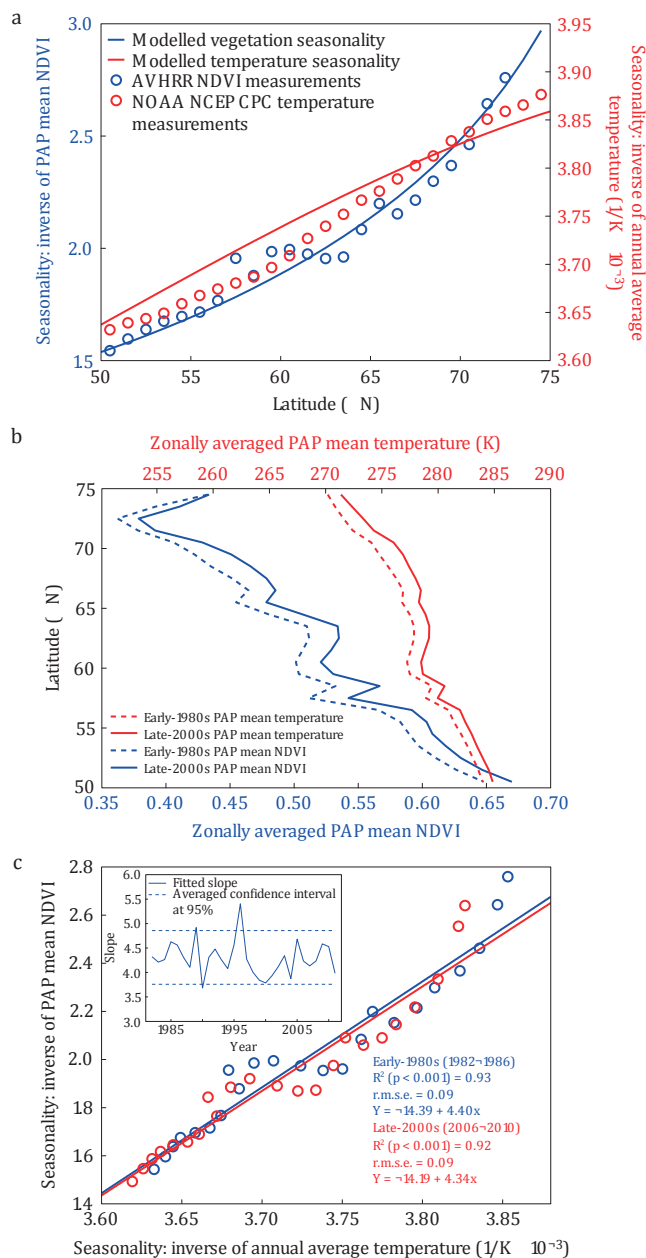 a
Seasonality: inverse of PAP mean NDVI
3.0
2.5
2.0
1.5
Modelled vegetation seasonality
Modelled temperature seasonality
AVHRR NDVI measurements
NOAA NCEP CPC temperature
measurements
3.95
3.90
3.85
3.80
3.75
3.70
3.65
3.60
Seasonality: inverse of annual average
temperature (1/K 10⁻³)
50 55 60 65 70 75
Latitude ( N)
b
Zonally averaged PAP mean temperature (K)
255 260 265 270 275 280 285 290
Latitude ( N)
75
70
65
60
55
50
Early-1980s PAP mean temperature
Late-2000s PAP mean temperature
Early-1980s PAP mean NDVI
Late-2000s PAP mean NDVI
0.35 0.40 0.45 0.50 0.55 0.60 0.65 0.70
Zonally averaged PAP mean NDVI
c
Seasonality: inverse of PAP mean NDVI
2.8
2.6
2.4
2.2
2.0
1.8
1.6
1.4
Fitted slope
Averaged confidence interval
at 95%
Slope
6.0
5.5
5.0
4.5
4.0
3.5
3.0
1985 1995 2005
Year
Early-1980s (1982¬1986)
R² (p < 0.001) = 0.93
r.m.s.e. = 0.09
Y = ¬14.39 + 4.40x
Late-2000s (2006¬2010)
R² (p < 0.001) = 0.92
r.m.s.e. = 0.09
Y = ¬14.19 + 4.34x
3.60 3.65 3.70 3.75 3.80 3.85
Seasonality: inverse of annual average temperature (1/K 10⁻³)